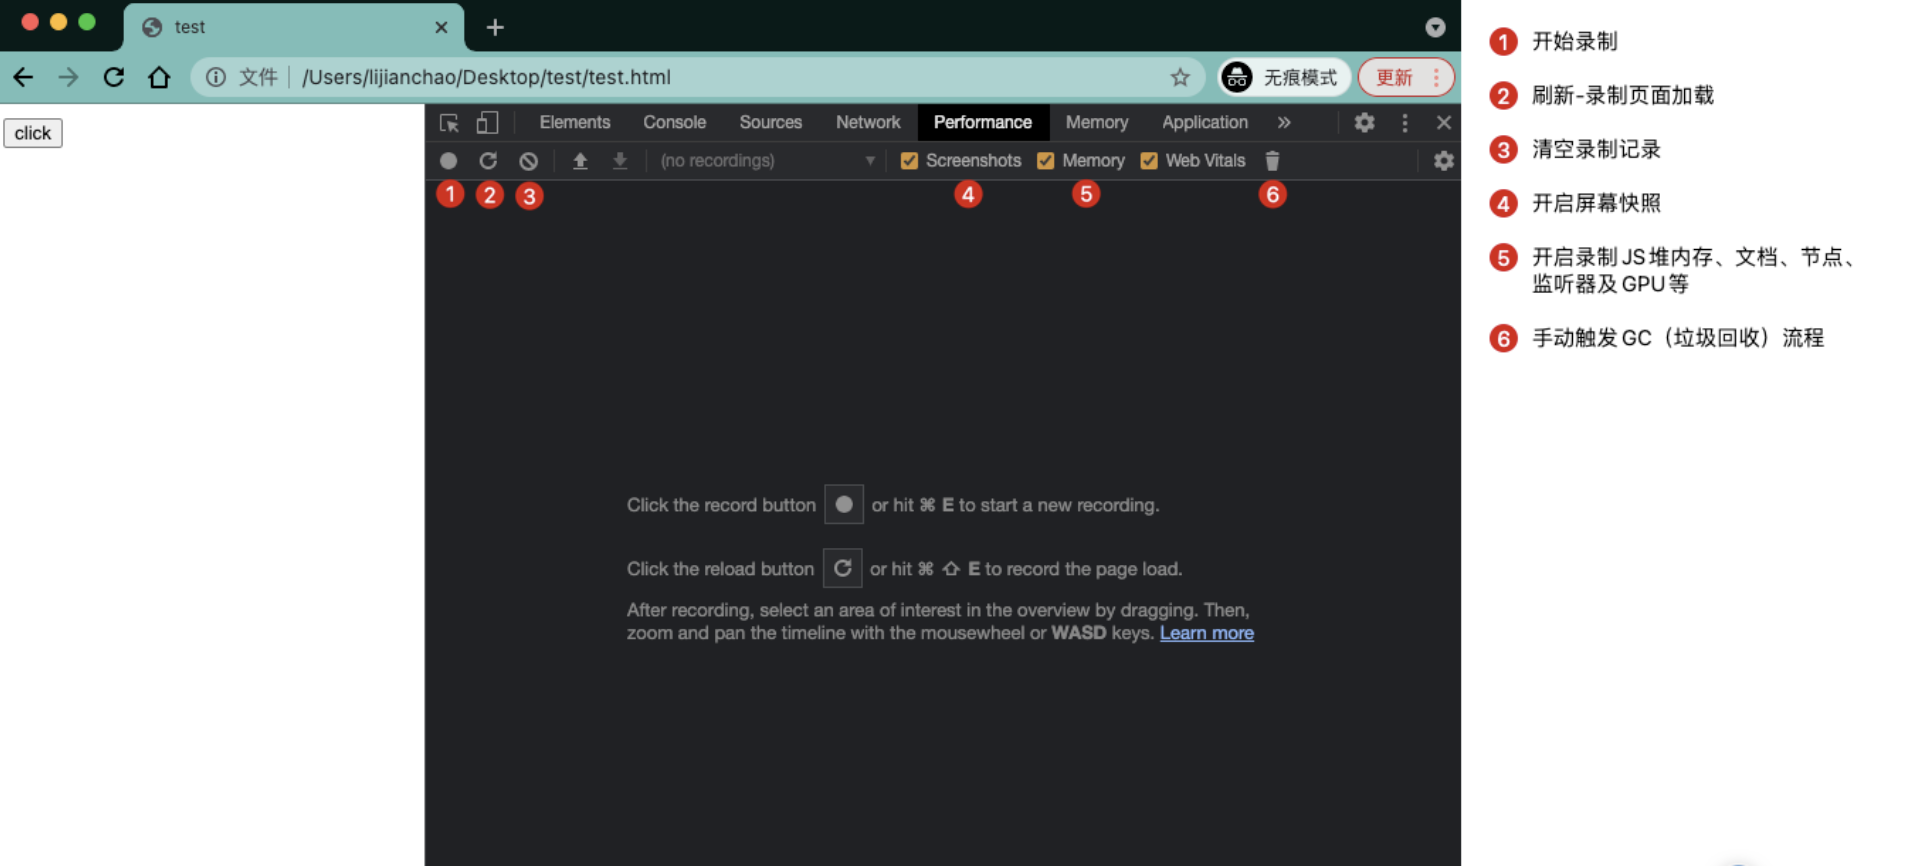 test
文件 /Users/lijianchao/Desktop/test/test.html 无痕模式 更新
click
Elements Console Sources Network Performance Memory Application
(no recordings) Screenshots Memory Web Vitals
1 2 3 4 5 6
Click the record button or hit ⌘ E to start a new recording.
Click the reload button or hit ⌘ ⇧ E to record the page load.
After recording, select an area of interest in the overview by dragging. Then,
zoom and pan the timeline with the mousewheel or WASD keys. Learn more
1 开始录制
2 刷新-录制页面加载
3 清空录制记录
4 开启屏幕快照
5 开启录制JS堆内存、文档、节点、
监听器及GPU等
6 手动触发GC（垃圾回收）流程